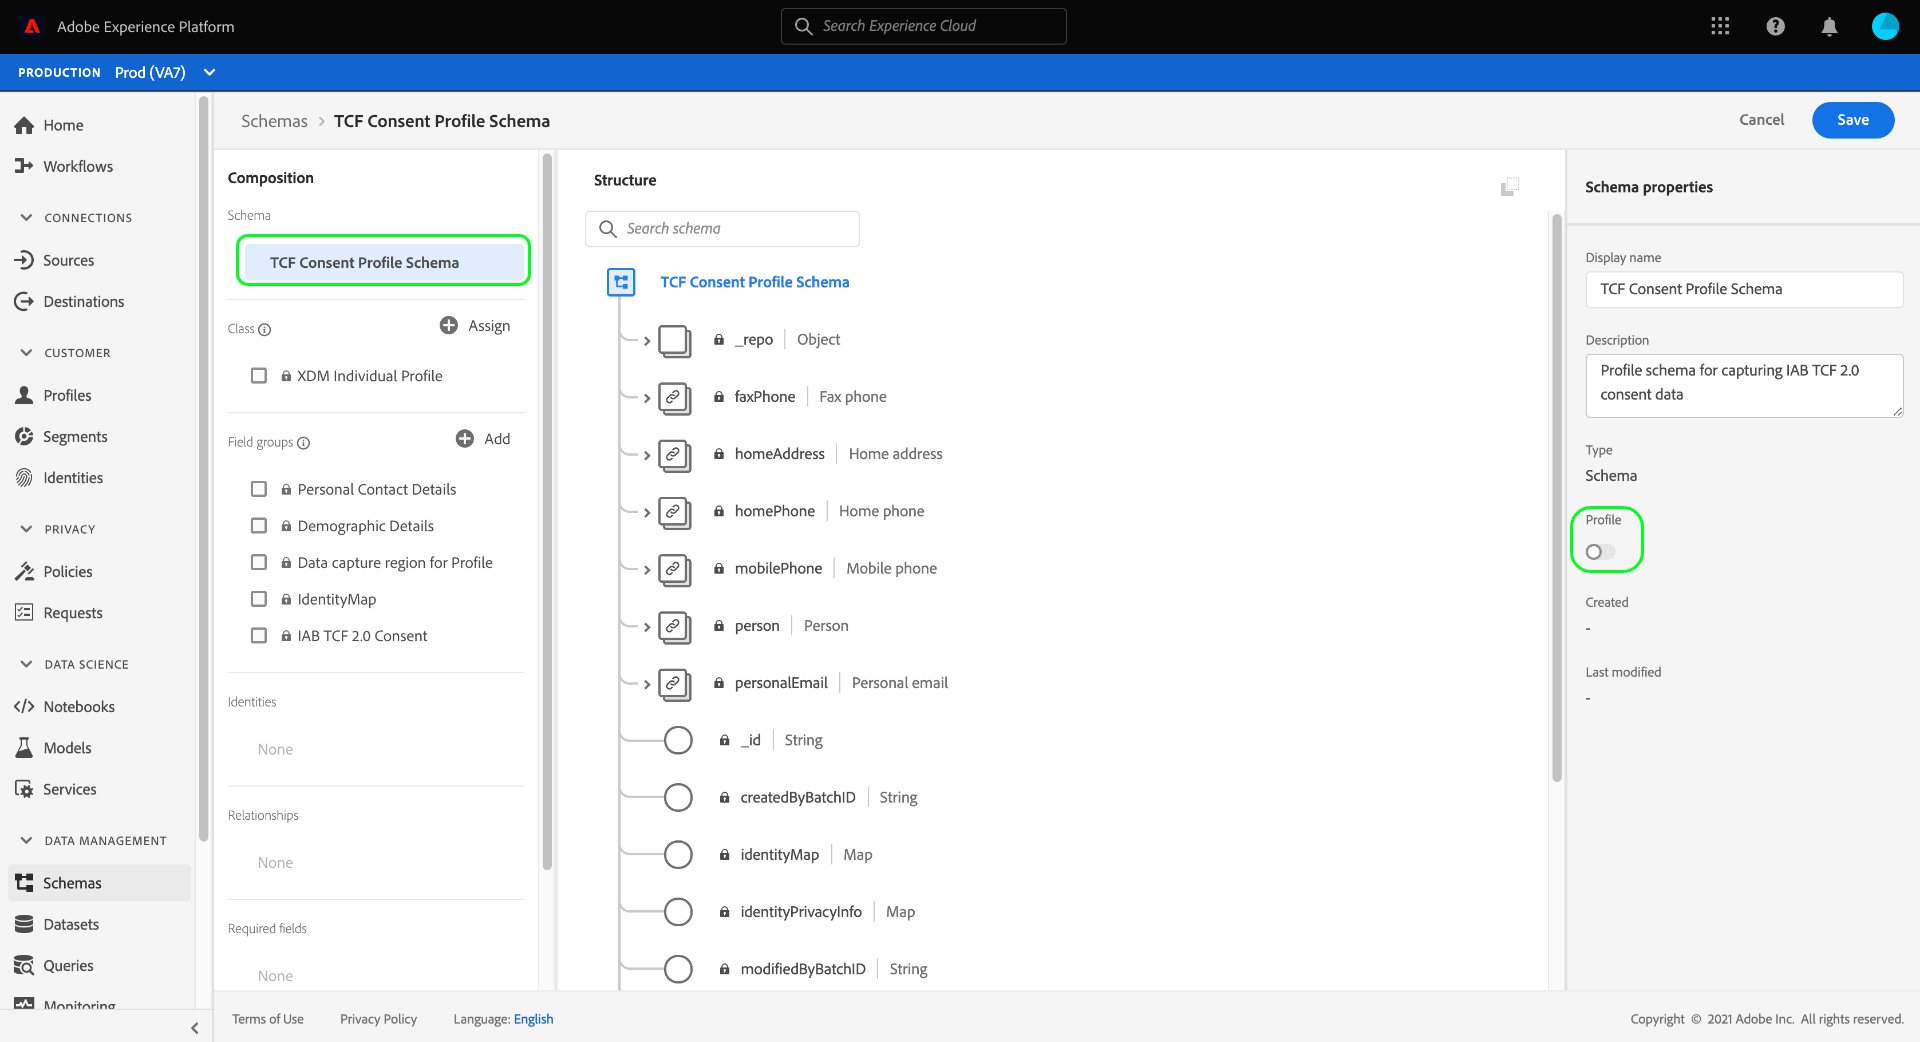 Adobe Experience Platform
Search Experience Cloud
PRODUCTION Prod (VA7)
Home
Workflows
CONNECTIONS
Sources
Destinations
CUSTOMER
Profiles
Segments
Identities
PRIVACY
Policies
Requests
DATA SCIENCE
Notebooks
Models
Services
DATA MANAGEMENT
Schemas
Datasets
Queries
Monitoring
Schemas > TCF Consent Profile Schema
Cancel
Save
Composition
Schema
TCF Consent Profile Schema
Class
Assign
XDM Individual Profile
Field groups
Add
Personal Contact Details
Demographic Details
Data capture region for Profile
IdentityMap
IAB TCF 2.0 Consent
Identities
None
Relationships
None
Required fields
None
Structure
Search schema
TCF Consent Profile Schema
_repo | Object
faxPhone | Fax phone
homeAddress | Home address
homePhone | Home phone
mobilePhone | Mobile phone
person | Person
personalEmail | Personal email
_id | String
createdByBatchID | String
identityMap | Map
identityPrivacyInfo | Map
modifiedByBatchID | String
Schema properties
Display name
TCF Consent Profile Schema
Description
Profile schema for capturing IAB TCF 2.0
consent data
Type
Schema
Profile
Created
-
Last modified
-
Terms of Use
Privacy Policy
Language: English
Copyright © 2021 Adobe Inc. All rights reserved.